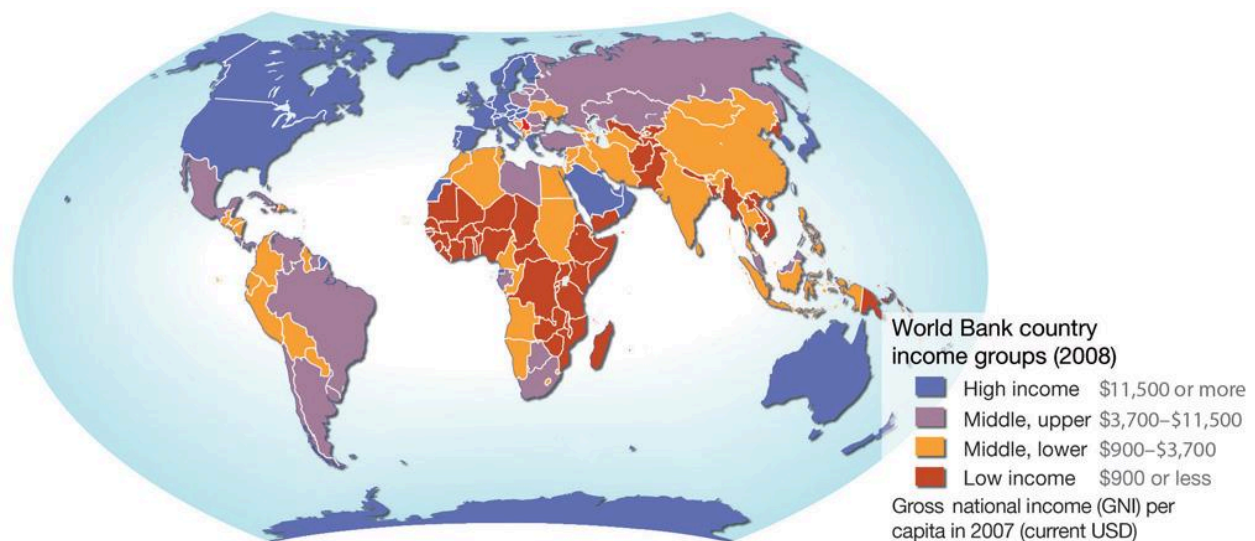 World Bank country
income groups (2008)
High income $11,500 or more
Middle, upper $3,700–$11,500
Middle, lower $900–$3,700
Low income $900 or less
Gross national income (GNI) per
capita in 2007 (current USD)